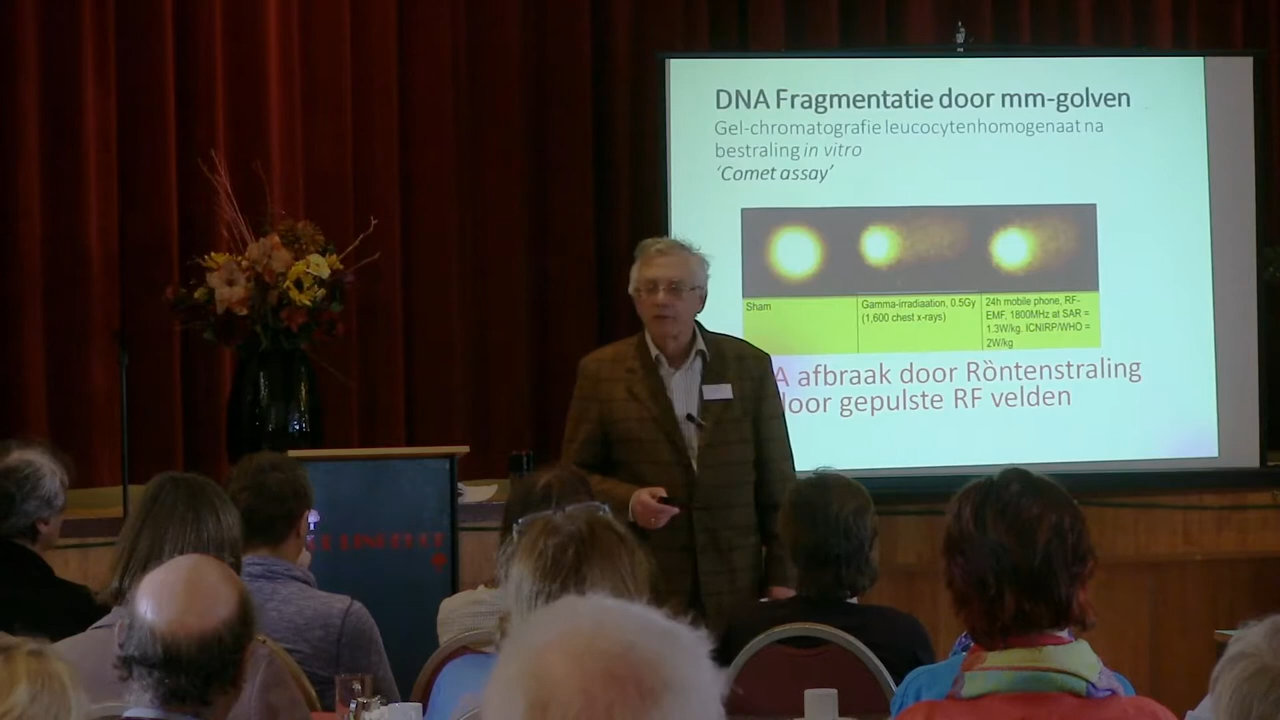 DNA Fragmentatie door mm-golven
Gel-chromatografie leucocytenhomogenaat na
bestraling in vitro
‘Comet assay’
Sham
Gamma-irradiaation, 0.5Gy
(1,600 chest x-rays)
24h mobile phone, RF-
EMF, 1800MHz at SAR =
1.3W/kg. ICNIRP/WHO =
2W/kg
A afbraak door Ròntenstraling
door gepulste RF velden